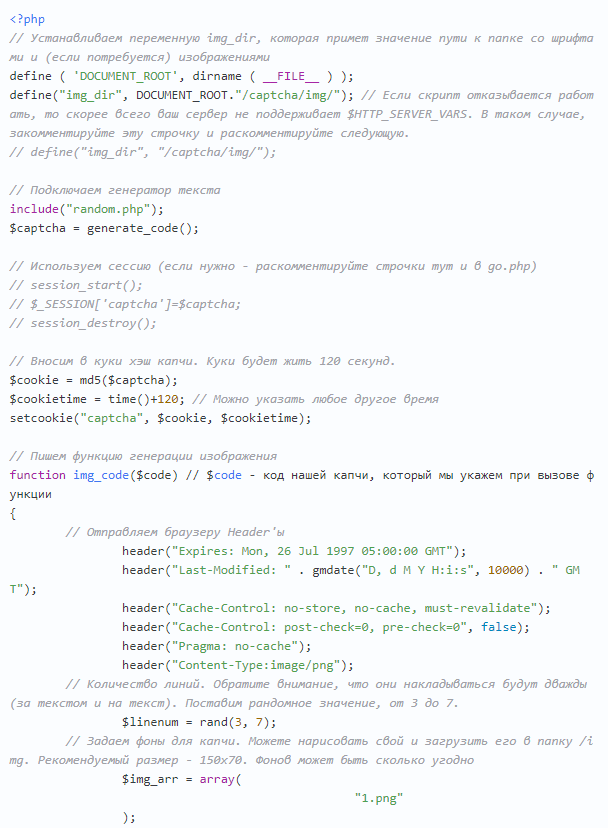 <?php
// Устанавливаем переменную img_dir, которая примет значение пути к папке со шрифта
ми и (если потребуется) изображениями
define ( 'DOCUMENT_ROOT', dirname ( __FILE__ ) );
define("img_dir", DOCUMENT_ROOT."/captcha/img/"); // Если скрипт отказывается работ
ать, то скорее всего ваш сервер не поддерживает $HTTP_SERVER_VARS. В таком случае,
закомментируйте эту строчку и раскомментируйте следующую.
// define("img_dir", "/captcha/img/");

// Подключаем генератор текста
include("random.php");
$captcha = generate_code();

// Используем сессию (если нужно - раскомментируйте строчки тут и в go.php)
// session_start();
// $_SESSION['captcha']=$captcha;
// session_destroy();

// Вносим в куки хэш капчи. Куки будет жить 120 секунд.
$cookie = md5($captcha);
$cookietime = time()+120; // Можно указать любое другое время
setcookie("captcha", $cookie, $cookietime);

// Пишем функцию генерации изображения
function img_code($code) // $code - код нашей капчи, который мы укажем при вызове ф
ункции
{
        // Отправляем браузеру Header'ы
                header("Expires: Mon, 26 Jul 1997 05:00:00 GMT");
                header("Last-Modified: " . gmdate("D, d M Y H:i:s", 10000) . " GM
T");
                header("Cache-Control: no-store, no-cache, must-revalidate");
                header("Cache-Control: post-check=0, pre-check=0", false);
                header("Pragma: no-cache");
                header("Content-Type:image/png");
        // Количество линий. Обратите внимание, что они накладываться будут дважды
(за текстом и на текст). Поставим рандомное значение, от 3 до 7.
                $linenum = rand(3, 7);
        // Задаем фоны для капчи. Можете нарисовать свой и загрузить его в папку /i
mg. Рекомендуемый размер - 150х70. Фонов может быть сколько угодно
                $img_arr = array(
                                                 "1.png"
                );